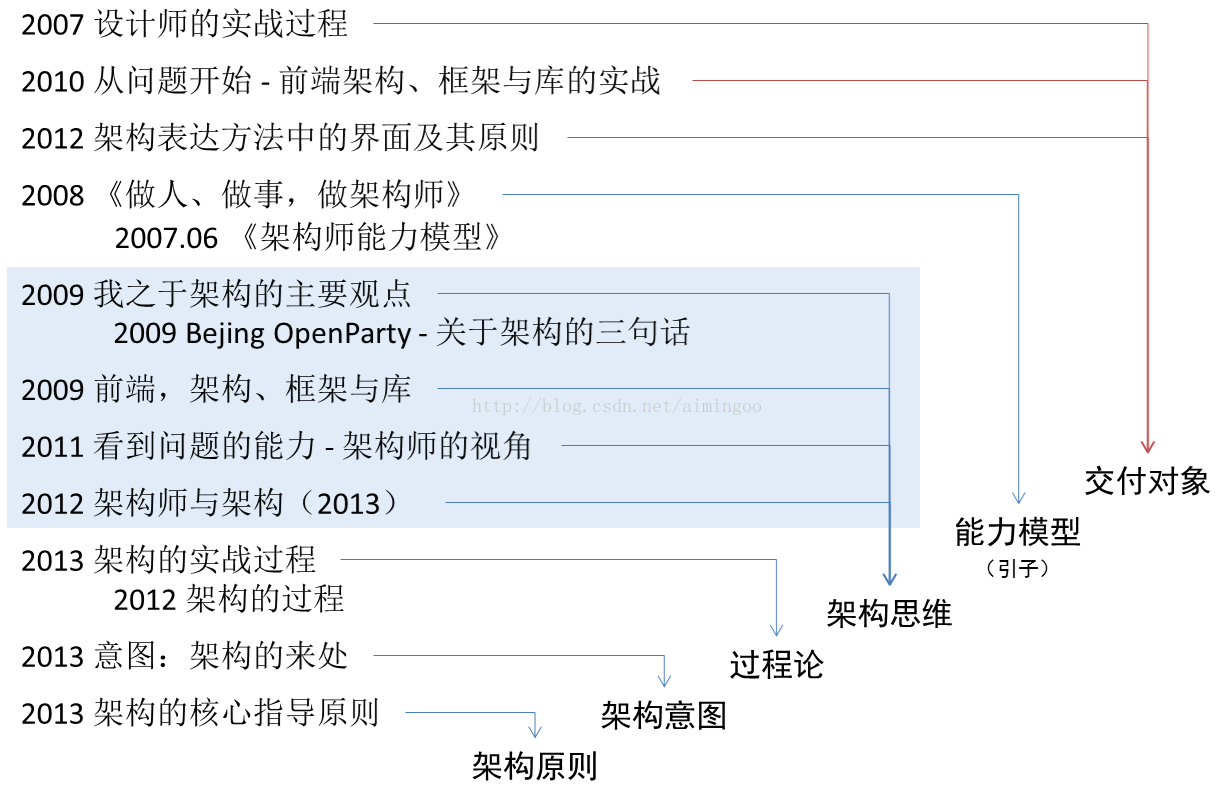 2007 设计师的实战过程
2010 从问题开始 - 前端架构、框架与库的实战
2012 架构表达方法中的界面及其原则
2008 《做人、做事，做架构师》
2007.06 《架构师能力模型》
2009 我之于架构的主要观点
2009 Bejing OpenParty - 关于架构的三句话
2009 前端，架构、框架与库
http://blog.csdn.net/aimingoo
2011 看到问题的能力 - 架构师的视角
交付对象
2012 架构师与架构（2013）
能力模型
（引子）
2013 架构的实战过程
2012 架构的过程
架构思维
2013 意图：架构的来处
过程论
2013 架构的核心指导原则
架构意图
架构原则